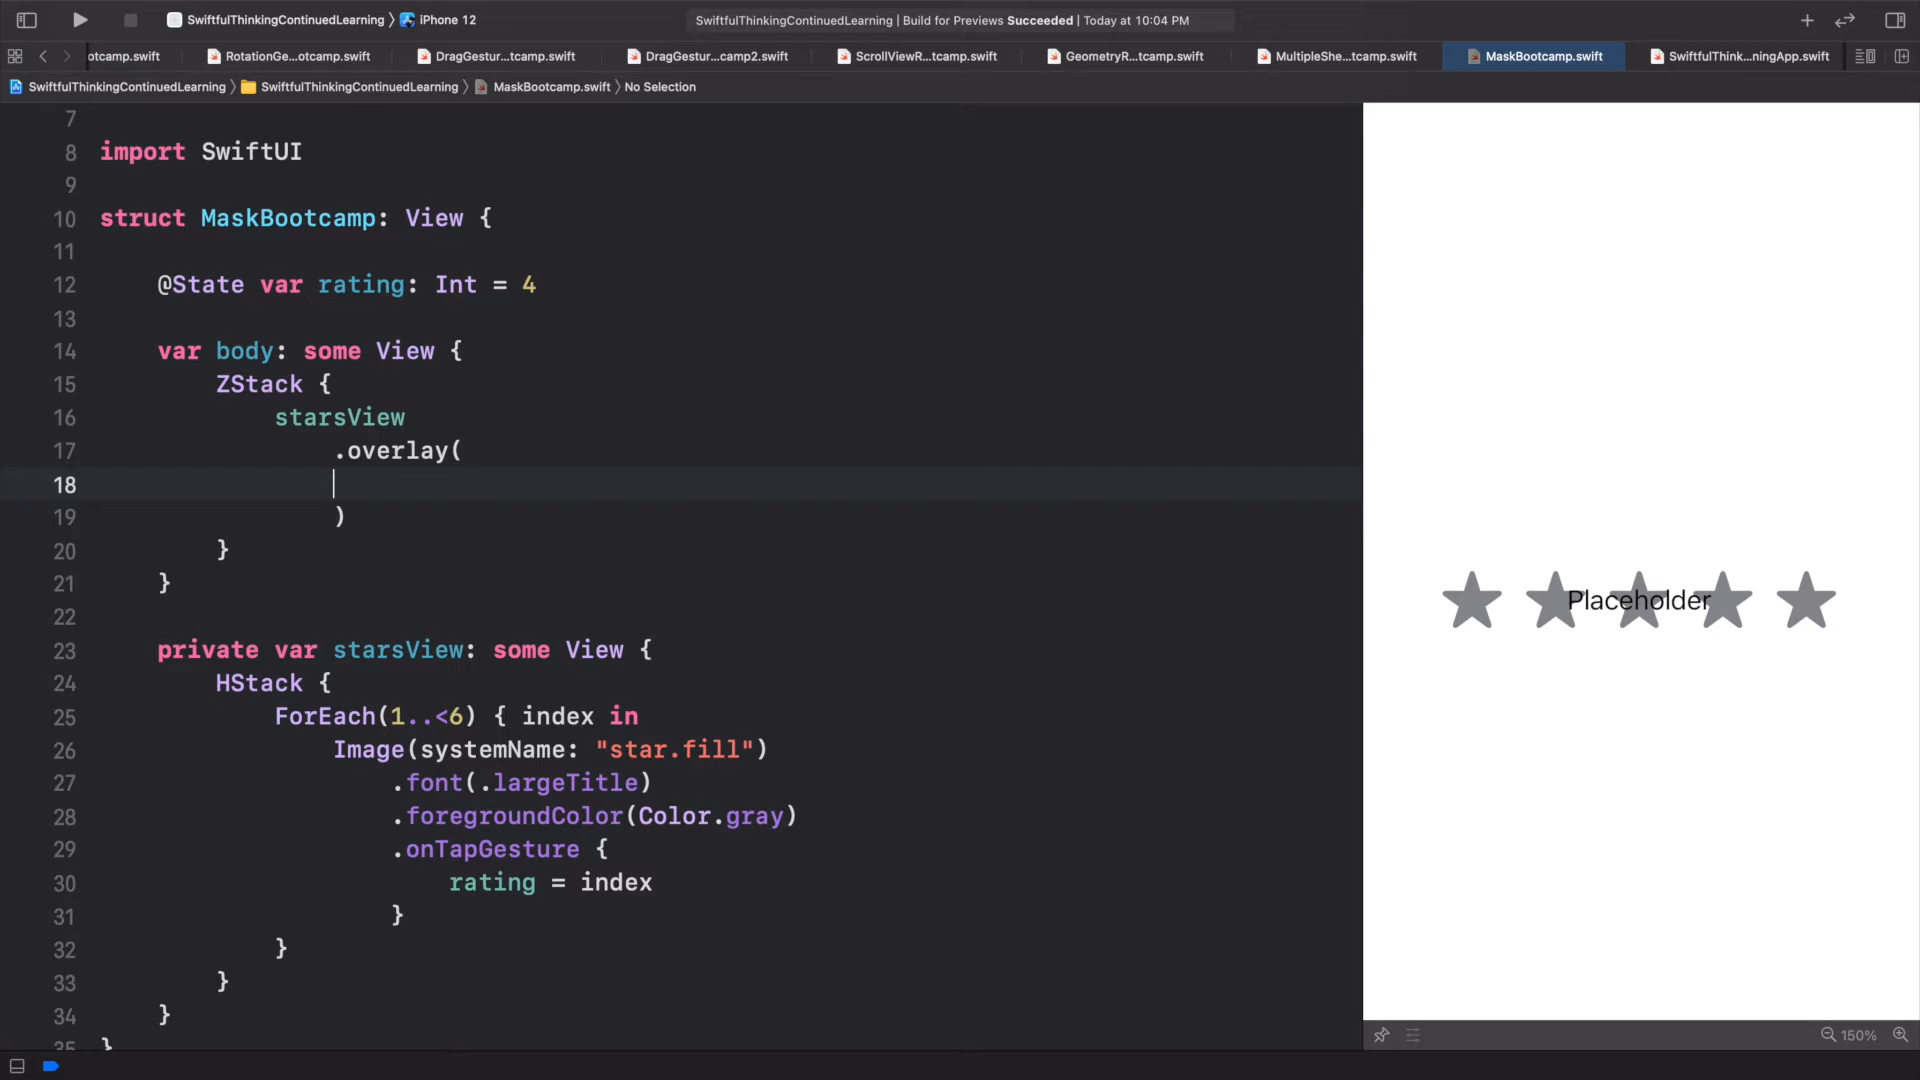 SwiftfulThinkingContinuedLearning iPhone 12
SwiftfulThinkingContinuedLearning | Build for Previews Succeeded | Today at 10:04 PM
otcamp.swift RotationGe...otcamp.swift DragGestur...tcamp.swift DragGestur...camp2.swift ScrollViewR...tcamp.swift GeometryR...tcamp.swift MultipleShe...tcamp.swift MaskBootcamp.swift SwiftfulThink...ningApp.swift
SwiftfulThinkingContinuedLearning SwiftfulThinkingContinuedLearning MaskBootcamp.swift No Selection
7
8 import SwiftUI
9
10 struct MaskBootcamp: View {
11
12 @State var rating: Int = 4
13
14 var body: some View {
15 ZStack {
16 starsView
17 .overlay(
18
19 )
20 }
21 }
22
23 private var starsView: some View {
24 HStack {
25 ForEach(1..<6) { index in
26 Image(systemName: "star.fill")
27 .font(.largeTitle)
28 .foregroundColor(Color.gray)
29 .onTapGesture {
30 rating = index
31 }
32 }
33 }
34 }
35 }
Placeholder
150%